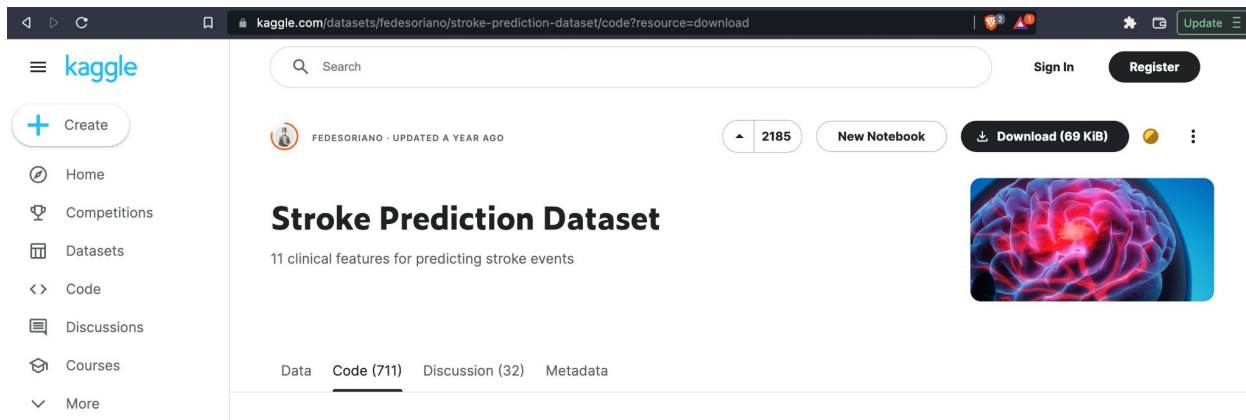 kaggle.com/datasets/fedesoriano/stroke-prediction-dataset/code?resource=download
2
1
Update
kaggle
Search
Sign In
Register
Create
FEDESORIANO · UPDATED A YEAR AGO
2185
New Notebook
Download (69 KiB)
Home
Competitions
Stroke Prediction Dataset
Datasets
11 clinical features for predicting stroke events
Code
Discussions
Courses
Data Code (711) Discussion (32) Metadata
More